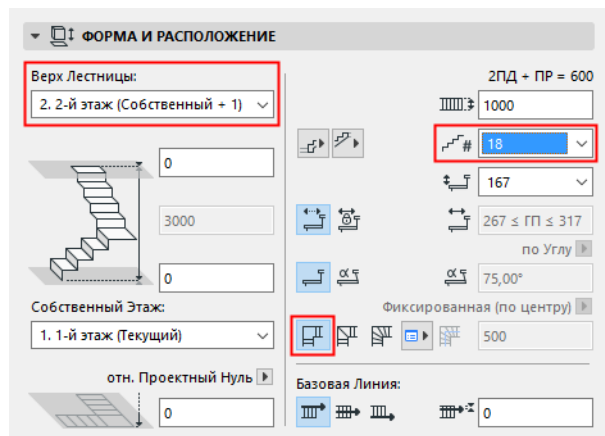 ФОРМА И РАСПОЛОЖЕНИЕ
Верх Лестницы:
2. 2-й этаж (Собственный + 1)
0
3000
0
Собственный Этаж:
1. 1-й этаж (Текущий)
отн. Проектный Нуль
0
2ПД + ПР = 600
1000
# 18
167
267 ≤ ГП ≤ 317
по Углу
α α 75,00°
Фиксированная (по центру)
500
Базовая Линия:
0